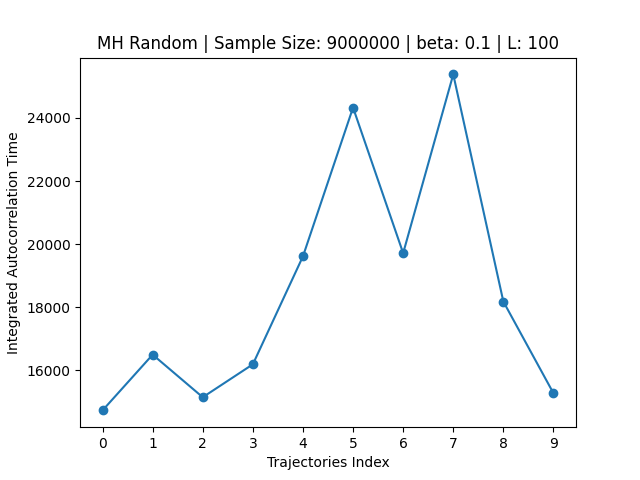 MH Random | Sample Size: 9000000 | beta: 0.1 | L: 100
Integrated Autocorrelation Time
24000
22000
20000
18000
16000
0 1 2 3 4 5 6 7 8 9
Trajectories Index